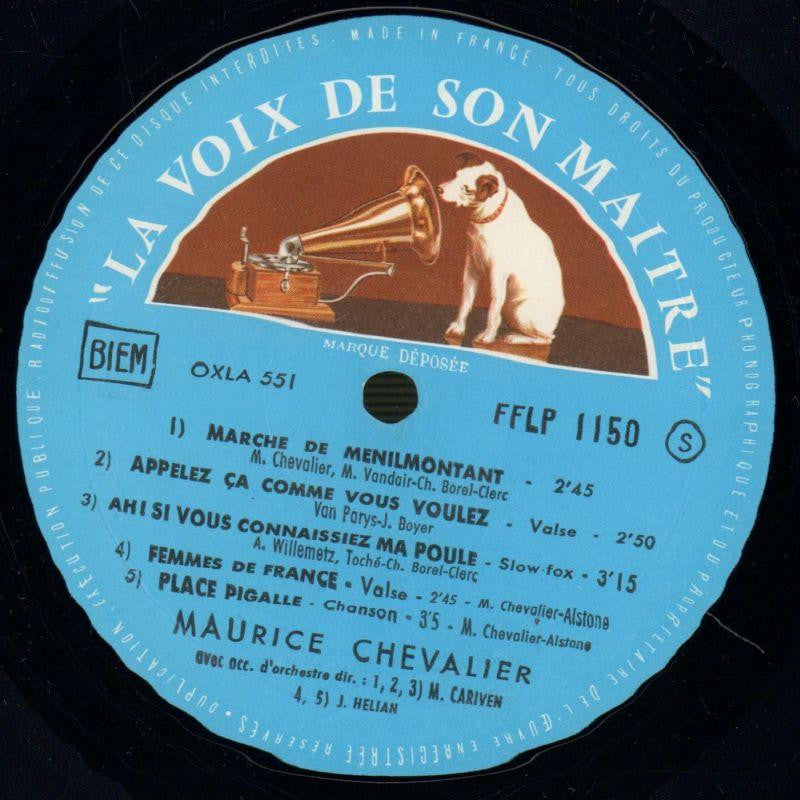 DUPLICATION, EXÉCUTION PUBLIQUE, RADIODIFFUSION DE CE DISQUE INTERDITES. MADE IN FRANCE. TOUS DROITS DU PRODUCTEUR PHONOGRAPHIQUE ET DU PROPRIETAIRE DE L'ŒUVRE ENREGISTRÉE RÉSERVÉS •
"LA VOIX DE SON MAITRE"
MARQUE DÉPOSÉE
BIEM
OXLA 551
FFLP 1150 S
1) MARCHE DE MENILMONTANT - 2'45
M. Chevalier, M. Vandair-Ch. Borel-Clerc
2) APPELEZ ÇA COMME VOUS VOULEZ - Valse - 2'50
Van Parys-J. Boyer
3) AH! SI VOUS CONNAISSIEZ MA POULE - Slow-fox - 3'15
A. Willemetz, Toché-Ch. Borel-Clerc
4) FEMMES DE FRANCE - Valse - 2'45 - M. Chevalier-Alstone
5) PLACE PIGALLE - Chanson - 3'5 - M. Chevalier-Alstone
MAURICE CHEVALIER
avec acc. d'orchestre dir. : 1, 2, 3) M. CARIVEN
4, 5) J. HELIAN